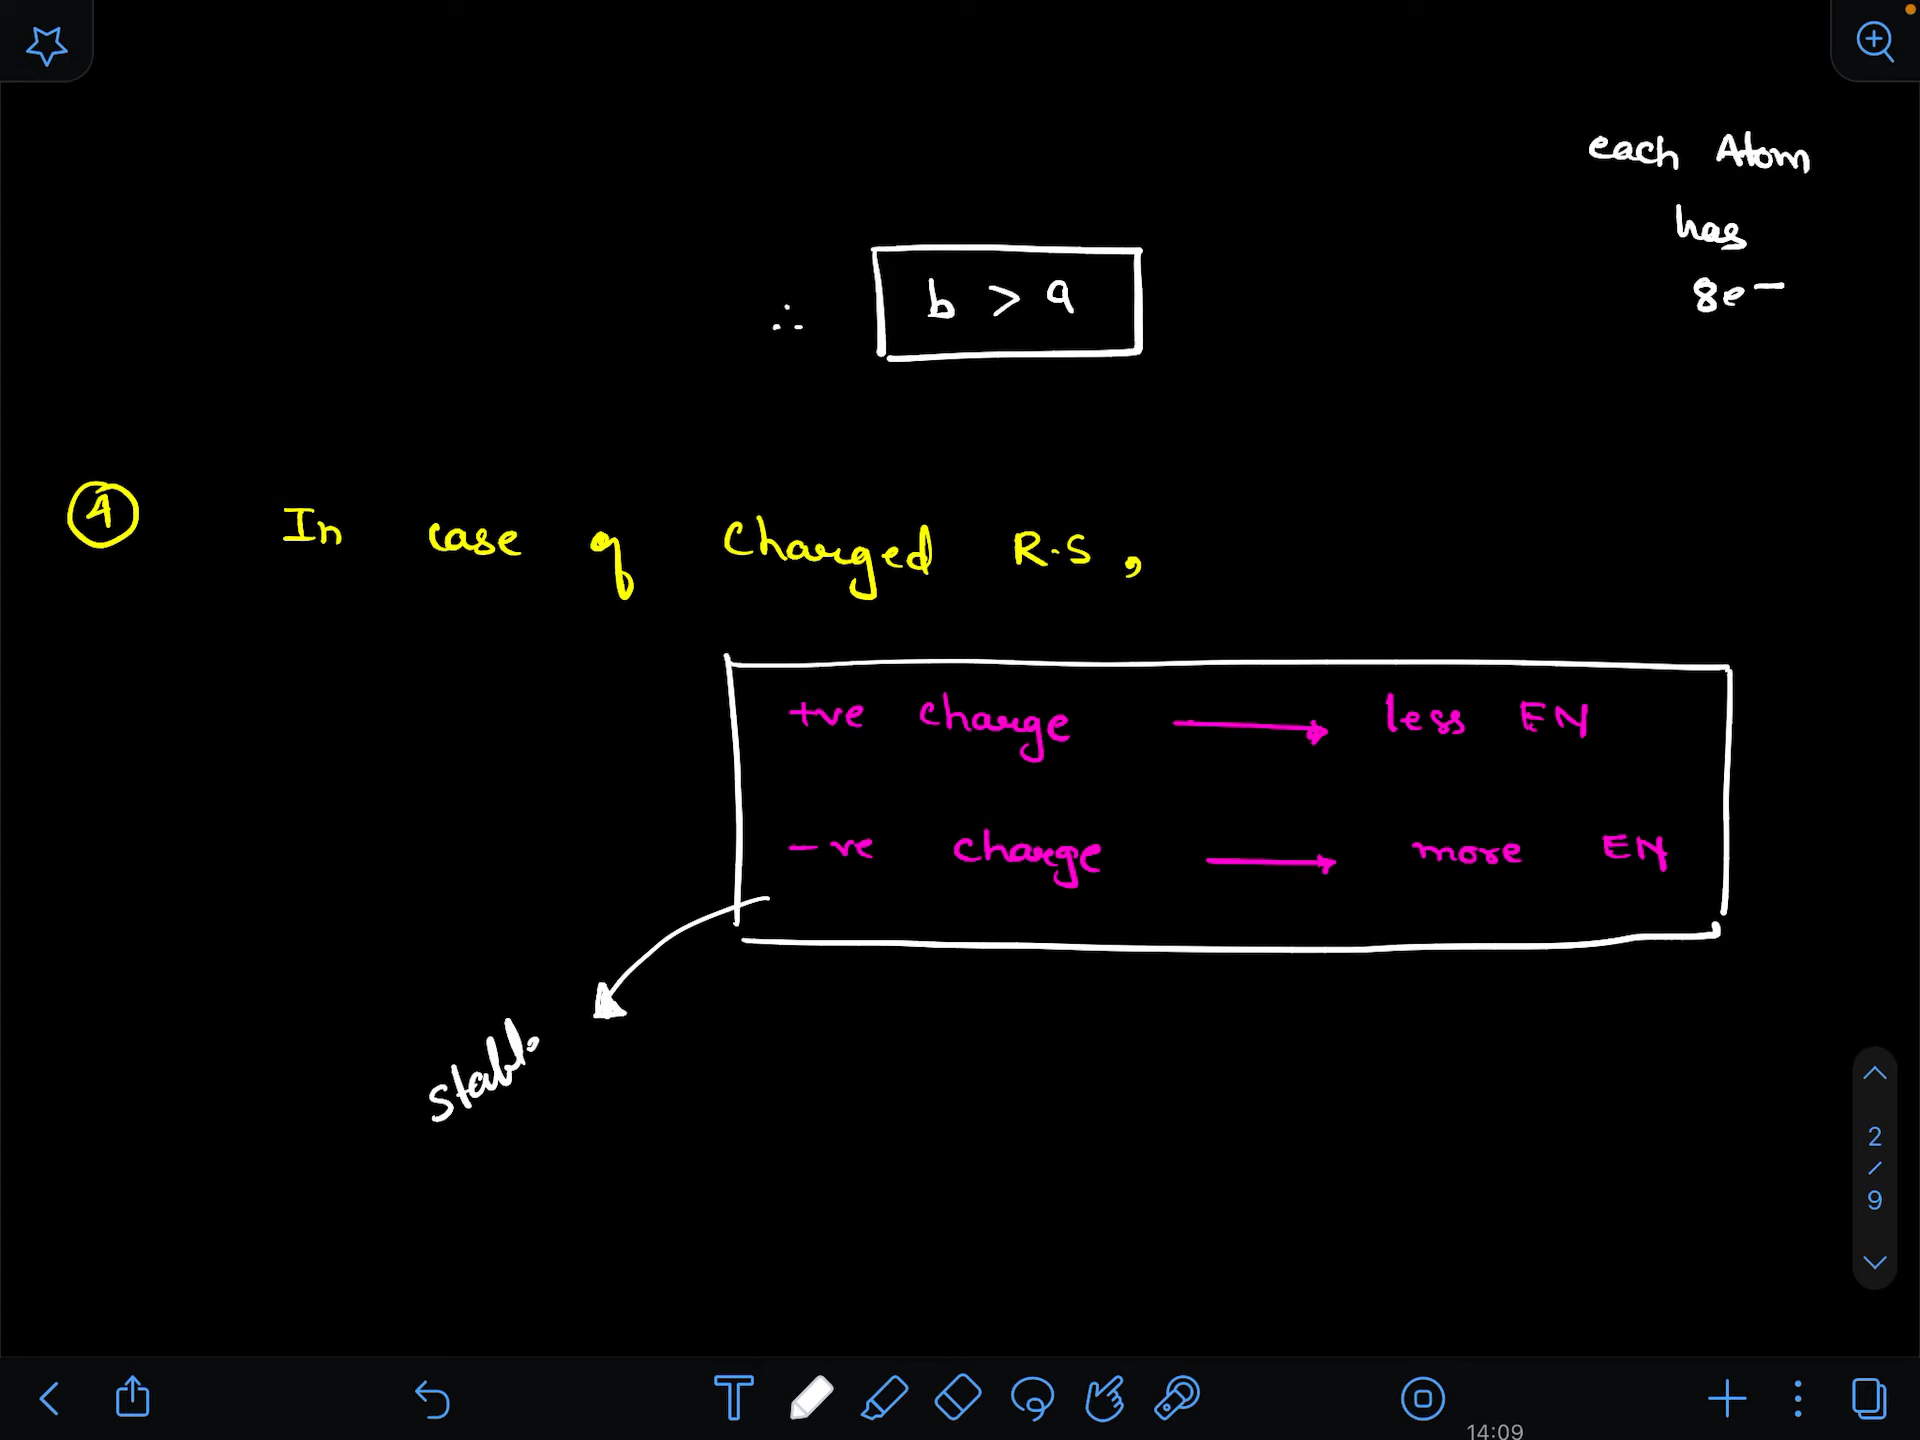 each Atom
has
8e⁻
∴ b > a
④ In case of Charged R.S,
+ve charge → less EN
-ve charge → more EN
stable
2
/
9
14:09